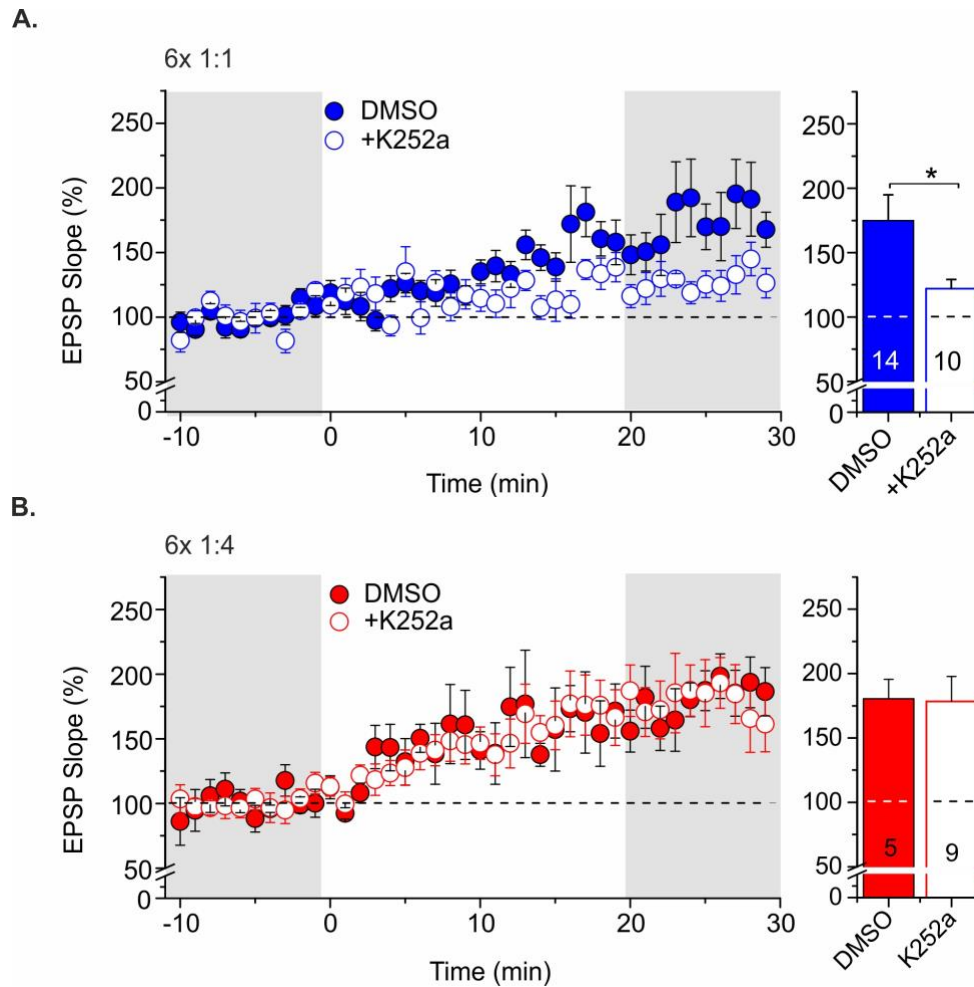 A.
6x 1:1
DMSO
+K252a
EPSP Slope (%)
250
200
150
100
50
0
-10 0 10 20 30
Time (min)
*
250
200
150
100
50
0
14 10
DMSO +K252a
B.
6x 1:4
DMSO
+K252a
EPSP Slope (%)
250
200
150
100
50
0
-10 0 10 20 30
Time (min)
250
200
150
100
50
0
5 9
DMSO K252a